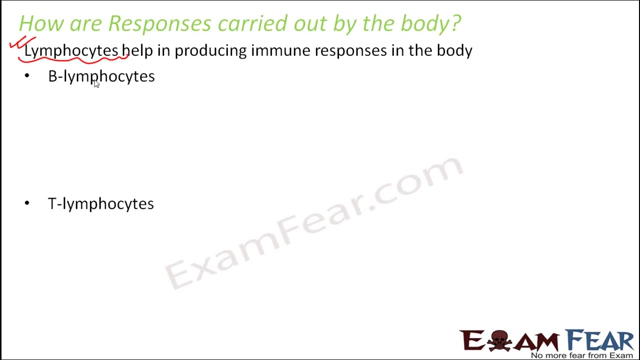 How are Responses carried out by the body?
Lymphocytes help in producing immune responses in the body
• B-lymphocytes
• T-lymphocytes
ExamFear.com
EXAM FEAR
No more fear from Exam